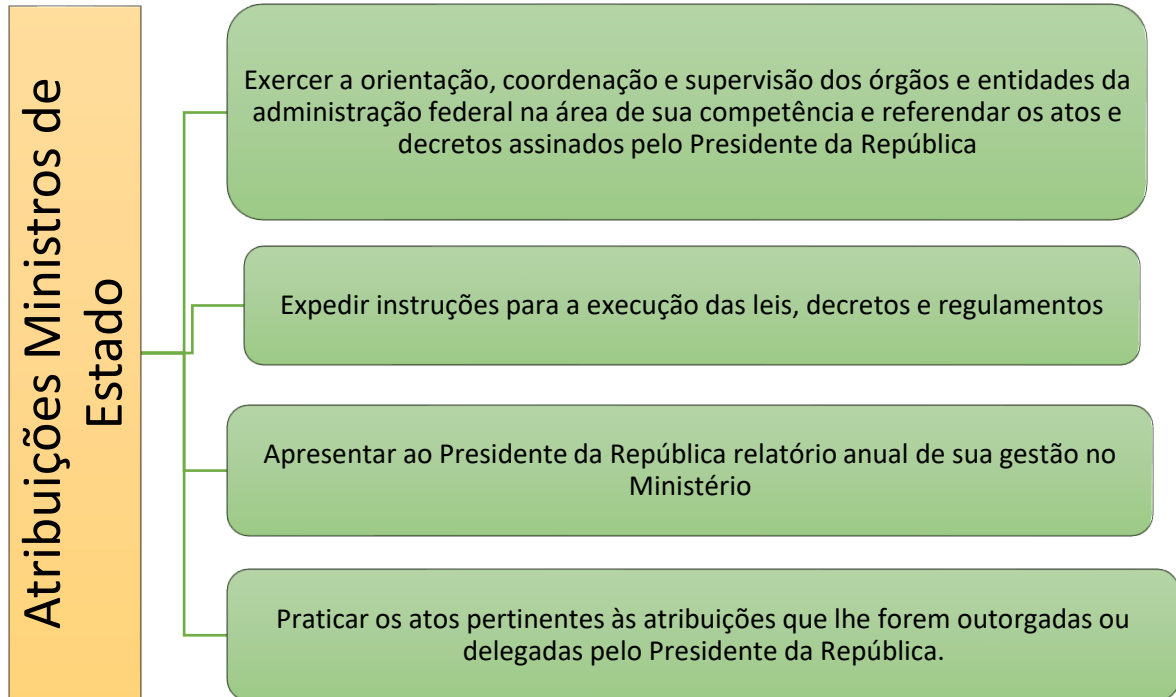 Atribuições Ministros de
Estado
Exercer a orientação, coordenação e supervisão dos órgãos e entidades da
administração federal na área de sua competência e referendar os atos e
decretos assinados pelo Presidente da República
Expedir instruções para a execução das leis, decretos e regulamentos
Apresentar ao Presidente da República relatório anual de sua gestão no
Ministério
Praticar os atos pertinentes às atribuições que lhe forem outorgadas ou
delegadas pelo Presidente da República.